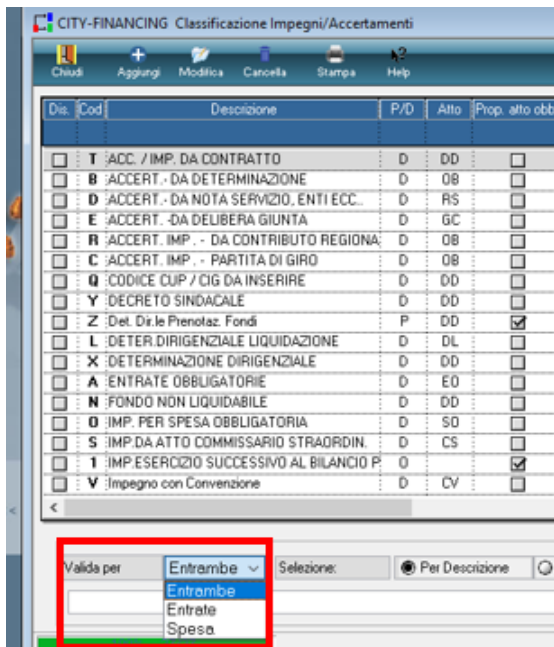 CITY-FINANCING Classificazione Impegni/Accertamenti
Chiudi Aggiungi Modifica Cancella Stampa Help
Dis. Cod Descrizione P/D Atto Prop. atto obb
T ACC. / IMP. DA CONTRATTO D DD
B ACCERT.- DA DETERMINAZIONE D OB
D ACCERT.- DA NOTA SERVIZIO, ENTI ECC.. D RS
E ACCERT. -DA DELIBERA GIUNTA D GC
R ACCERT. IMP . - DA CONTRIBUTO REGIONA D OB
C ACCERT. IMP . - PARTITA DI GIRO D OB
Q CODICE CUP / CIG DA INSERIRE D DD
Y DECRETO SINDACALE D DD
Z Det. Dir.le Prenotaz. Fondi P DD
L DETER.DIRIGENZIALE LIQUIDAZIONE D DL
X DETERMINAZIONE DIRIGENZIALE D DD
A ENTRATE OBBLIGATORIE D EO
N FONDO NON LIQUIDABILE D DD
O IMP. PER SPESA OBBLIGATORIA D SO
S IMP.DA ATTO COMMISSARIO STRAORDIN. D CS
1 IMP.ESERCIZIO SUCCESSIVO AL BILANCIO P O
V Impegno con Convenzione D CV
Valida per Entrambe Selezione: Per Descrizione
Entrambe
Entrate
Spesa